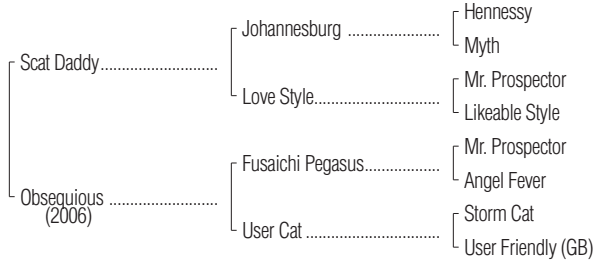 Hennessy
Johannesburg ....................
Myth
Scat Daddy..........................
Mr. Prospector
Love Style...........................
Likeable Style
Mr. Prospector
Fusaichi Pegasus................
Angel Fever
Obsequious ........................
(2006)
Storm Cat
User Cat .............................
User Friendly (GB)